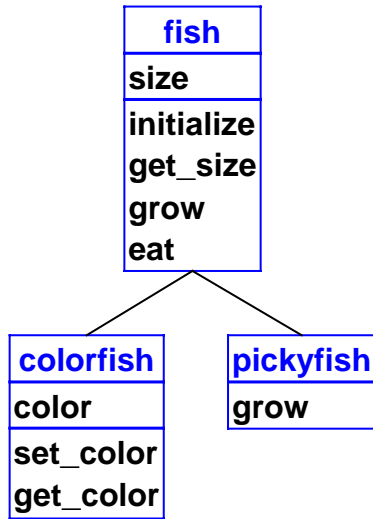 fish
size
initialize
get_size
grow
eat
colorfish
color
set_color
get_color
pickyfish
grow